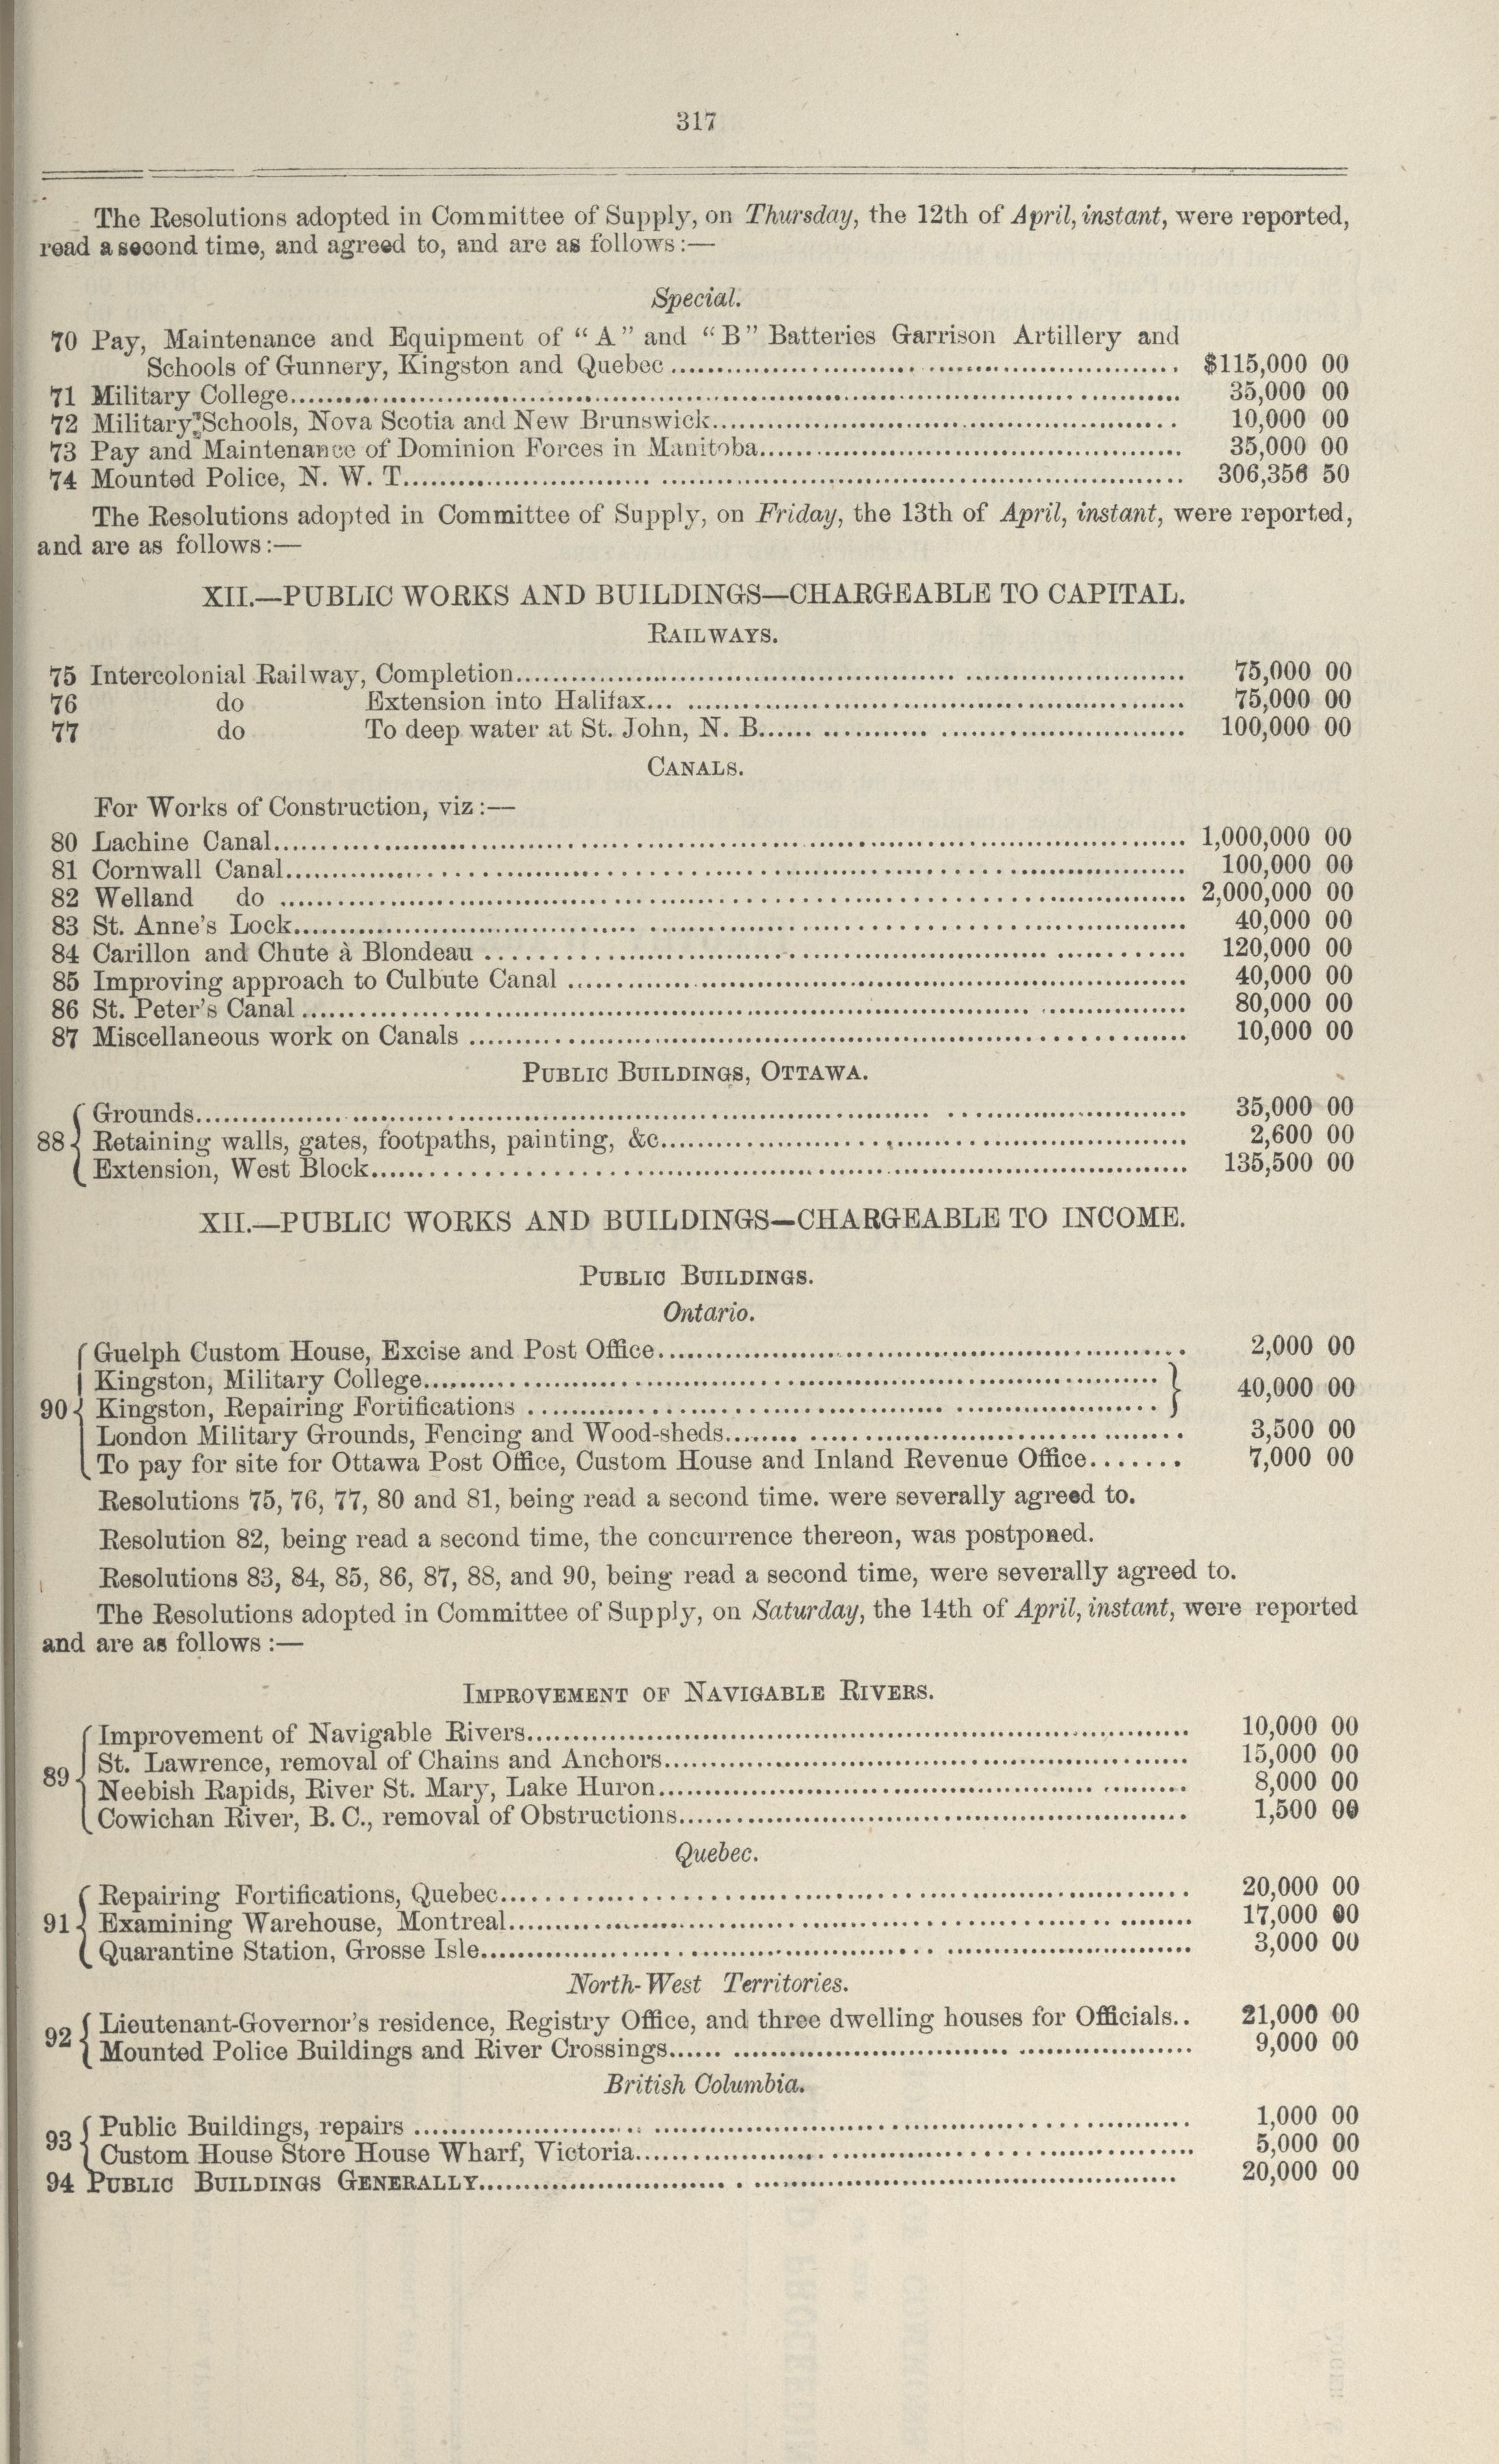 317
The Resolutions adopted in Committee of Supply, on Thursday, the 12th of April, instant, were reported,
read a second time, and agreed to, and are as follows:—
Special.
70 Pay, Maintenance and Equipment of "A" and "B" Batteries Garrison Artillery and
Schools of Gunnery, Kingston and Quebec ........ $115,000 00
71 Military College........ 35,000 00
72 Military Schools, Nova Scotia and New Brunswick........ 10,000 00
73 Pay and Maintenance of Dominion Forces in Manitoba........ 35,000 00
74 Mounted Police, N. W. T........ 306,356 50
The Resolutions adopted in Committee of Supply, on Friday, the 13th of April, instant, were reported,
and are as follows:—
XII.—PUBLIC WORKS AND BUILDINGS—CHARGEABLE TO CAPITAL.
RAILWAYS.
75 Intercolonial Railway, Completion........ 75,000 00
76 do Extension into Halifax........ 75,000 00
77 do To deep water at St. John, N. B........ 100,000 00
CANALS.
For Works of Construction, viz:—
80 Lachine Canal........ 1,000,000 00
81 Cornwall Canal........ 100,000 00
82 Welland do ........ 2,000,000 00
83 St. Anne's Lock........ 40,000 00
84 Carillon and Chute à Blondeau ........ 120,000 00
85 Improving approach to Culbute Canal ........ 40,000 00
86 St. Peter's Canal........ 80,000 00
87 Miscellaneous work on Canals ........ 10,000 00
PUBLIC BUILDINGS, OTTAWA.
Grounds........ 35,000 00
88 Retaining walls, gates, footpaths, painting, &c........ 2,600 00
Extension, West Block........ 135,500 00
XII.—PUBLIC WORKS AND BUILDINGS—CHARGEABLE TO INCOME.
PUBLIC BUILDINGS.
Ontario.
Guelph Custom House, Excise and Post Office........ 2,000 00
Kingston, Military College........ 40,000 00
90 Kingston, Repairing Fortifications ........
London Military Grounds, Fencing and Wood-sheds........ 3,500 00
To pay for site for Ottawa Post Office, Custom House and Inland Revenue Office....... 7,000 00
Resolutions 75, 76, 77, 80 and 81, being read a second time. were severally agreed to.
Resolution 82, being read a second time, the concurrence thereon, was postponed.
Resolutions 83, 84, 85, 86, 87, 88, and 90, being read a second time, were severally agreed to.
The Resolutions adopted in Committee of Supply, on Saturday, the 14th of April, instant, were reported
and are as follows :—
IMPROVEMENT OF NAVIGABLE RIVERS.
Improvement of Navigable Rivers........ 10,000 00
St. Lawrence, removal of Chains and Anchors........ 15,000 00
89 Neebish Rapids, River St. Mary, Lake Huron........ 8,000 00
Cowichan River, B. C., removal of Obstructions........ 1,500 00
Quebec.
Repairing Fortifications, Quebec........ 20,000 00
91 Examining Warehouse, Montreal........ 17,000 00
Quarantine Station, Grosse Isle........ 3,000 00
North-West Territories.
92 Lieutenant-Governor's residence, Registry Office, and three dwelling houses for Officials.. 21,000 00
Mounted Police Buildings and River Crossings........ 9,000 00
British Columbia.
93 Public Buildings, repairs ........ 1,000 00
Custom House Store House Wharf, Victoria........ 5,000 00
94 PUBLIC BUILDINGS GENERALLY........ 20,000 00